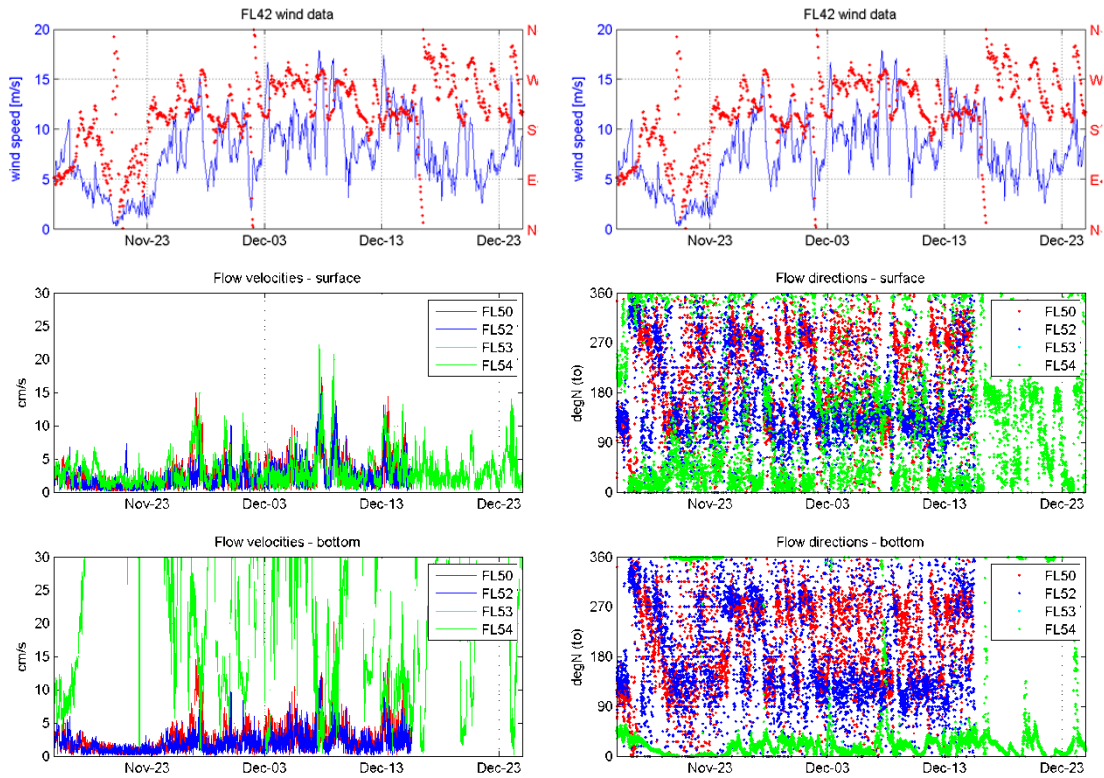 FL42 wind data
20
15
10
5
0
wind speed [m/s]
N
W
S
E
N
Nov-23
Dec-03
Dec-13
Dec-23
FL42 wind data
20
15
10
5
0
wind speed [m/s]
N
W
S
E
N
Nov-23
Dec-03
Dec-13
Dec-23
Flow velocities - surface
30
25
20
15
10
5
0
cm/s
FL50
FL52
FL53
FL54
Nov-23
Dec-03
Dec-13
Dec-23
Flow directions - surface
360
270
180
90
0
degN (to)
FL50
FL52
FL53
FL54
Nov-23
Dec-03
Dec-13
Dec-23
Flow velocities - bottom
30
25
20
15
10
5
0
cm/s
FL50
FL52
FL53
FL54
Nov-23
Dec-03
Dec-13
Dec-23
Flow directions - bottom
360
270
180
90
0
degN (to)
FL50
FL52
FL53
FL54
Nov-23
Dec-03
Dec-13
Dec-23